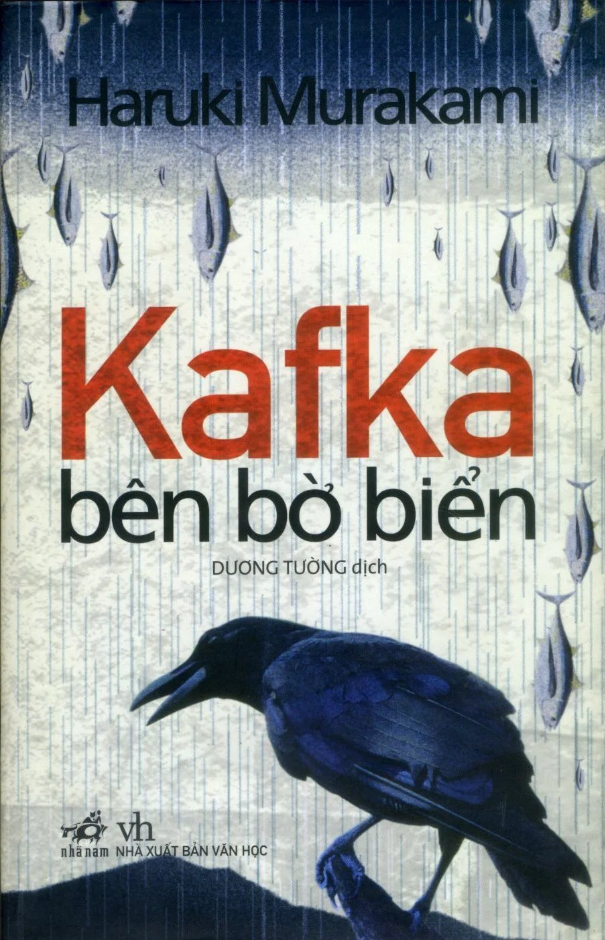 Haruki Murakami
Kafka
bên bờ biển
DƯƠNG TƯỜNG dịch
vh
nhã nam NHÀ XUẤT BẢN VĂN HỌC